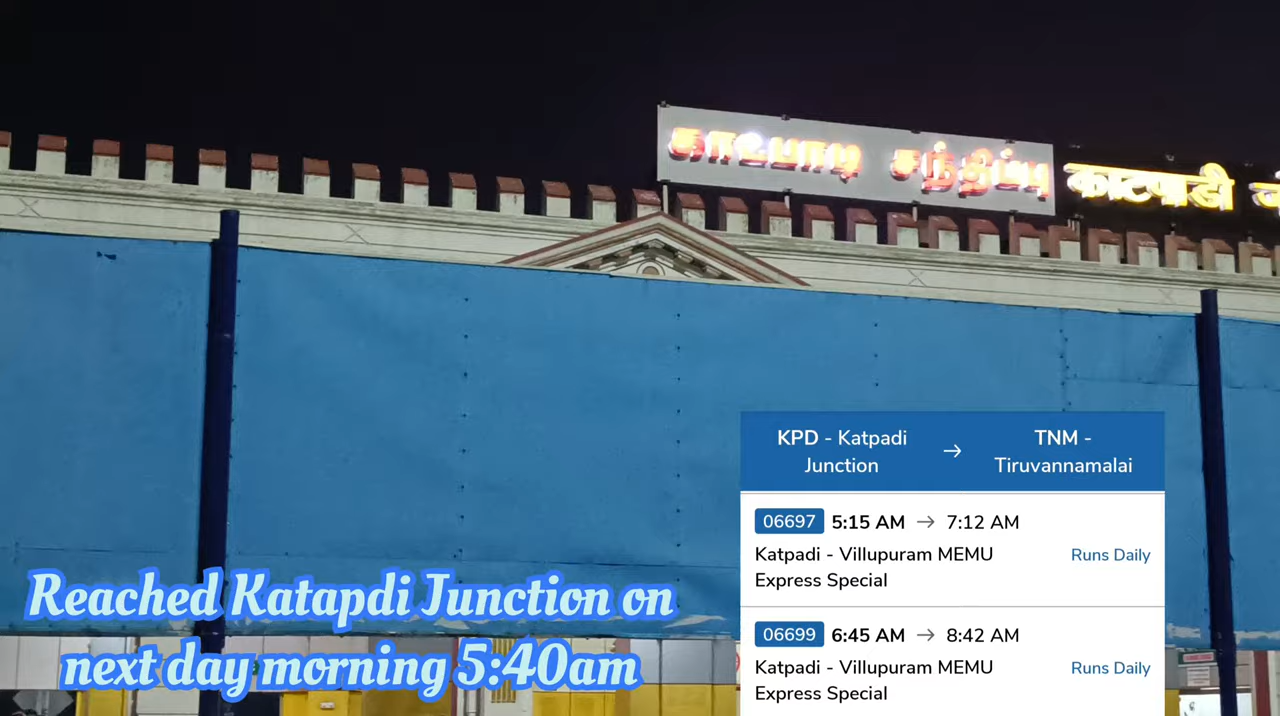 காட்பாடி சந்திப்பு
काटपाडी
KPD - Katpadi Junction → TNM - Tiruvannamalai
06697 5:15 AM → 7:12 AM
Katpadi - Villupuram MEMU Express Special
Runs Daily
06699 6:45 AM → 8:42 AM
Katpadi - Villupuram MEMU Express Special
Runs Daily
Reached Katapdi Junction on
next day morning 5-40am